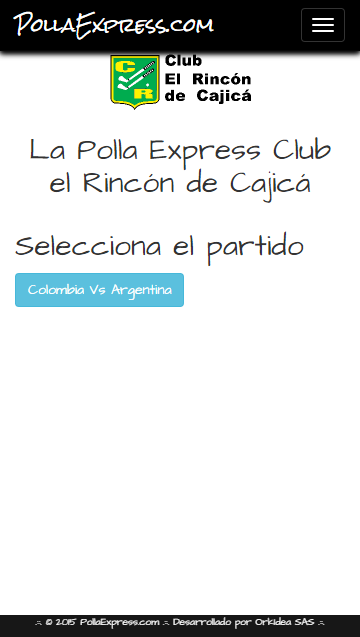 PollaExpress.com
Club
El Rincón
de Cajicá
C
R
La Polla Express Club
el Rincón de Cajicá
Selecciona el partido
Colombia Vs Argentina
.:. © 2015 PollaExpress.com .:. Desarrollado por Orkidea SAS .:.